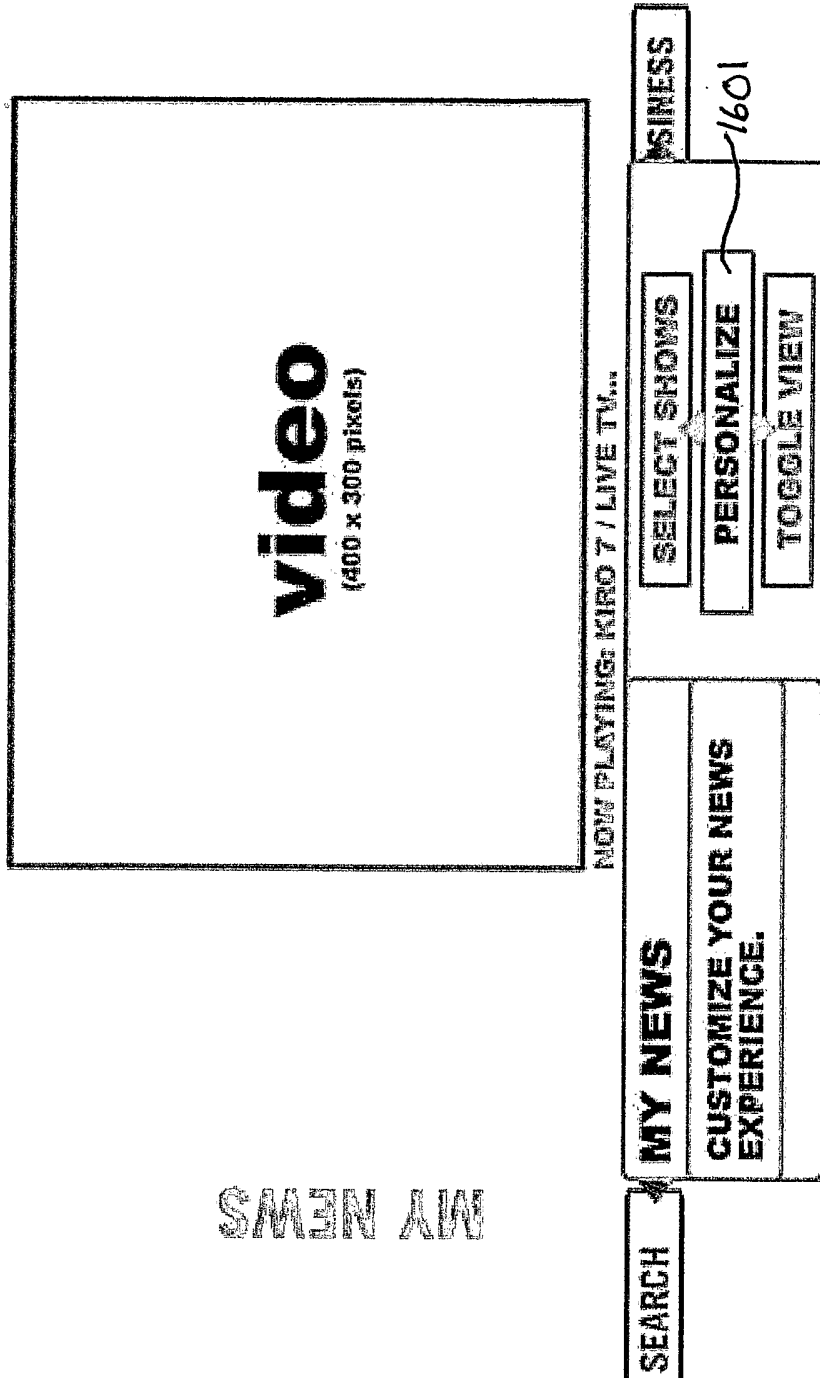 MY NEWS
video
(400 x 300 pixels)
NOW PLAYING: KIRO 7 / LIVE TV...
SEARCH
MY NEWS
CUSTOMIZE YOUR NEWS
EXPERIENCE.
SELECT SHOWS
PERSONALIZE
TOGGLE VIEW
SINESS
1601